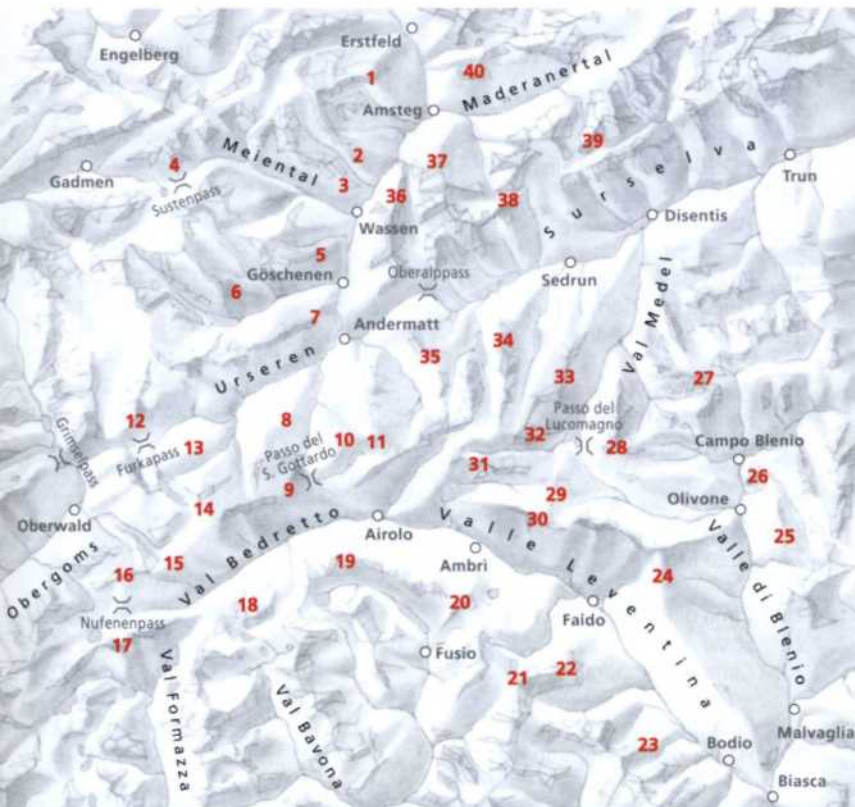 Engelberg
Erstfeld
1
40
Maderanertal
Amsteg
2
37
39
Meiental
4
3
36
38
Surselva
Trun
Gadmen
Sustenpass
Wassen
Disentis
5
Göschenen
Oberalppass
Sedrun
6
7
Andermatt
34
Val Medel
Urseren
35
33
27
12
8
Passo del
Lucomagno
Grimselpass
Furkapass
13
Passo del
S. Gottardo
10
11
32
28
Campo Blenio
31
26
9
29
Oberwald
14
Airolo
Valle Leventina
30
Olivone
25
Obergoms
16
15
Val Bedretto
19
Ambrì
24
Valle di Blenio
Nufenenpass
18
20
Faido
17
Fusio
21
22
Val Formazza
Val Bavona
23
Malvaglia
Bodio
Biasca